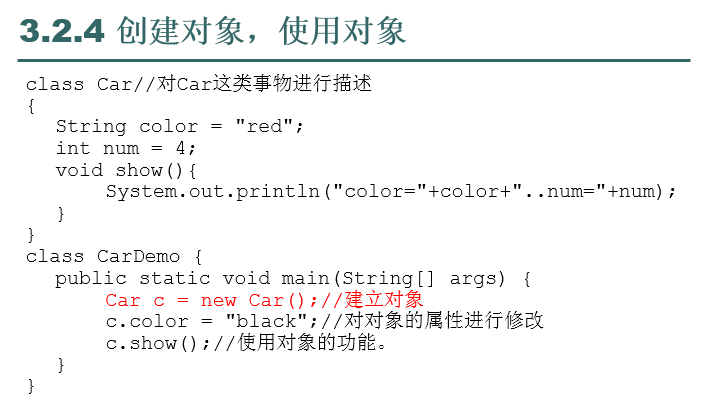 3.2.4 创建对象，使用对象
class Car//对Car这类事物进行描述
{
String color = "red";
int num = 4;
void show(){
System.out.println("color="+color+"..num="+num);
}
}
class CarDemo {
public static void main(String[] args) {
Car c = new Car();//建立对象
c.color = "black";//对对象的属性进行修改
c.show();//使用对象的功能。
}
}